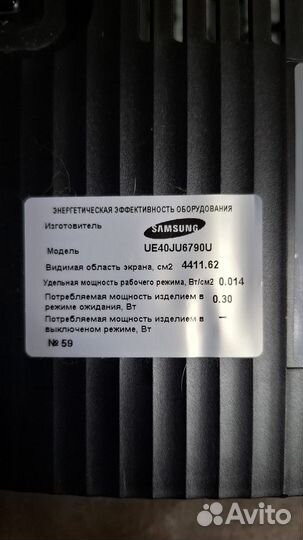 ЭНЕРГЕТИЧЕСКАЯ ЭФФЕКТИВНОСТЬ ОБОРУДОВАНИЯ
Изготовитель SAMSUNG
Модель UE40JU6790U
Видимая область экрана, см2 4411.62
Удельная мощность рабочего режима, Вт/см2 0.014
Потребляемая мощность изделием в 0.30
режиме ожидания, Вт
Потребляемая мощность изделием в –
выключеном режиме, Вт
№ 59
Avito